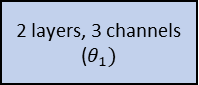 2 layers, 3 channels
(θ₁)